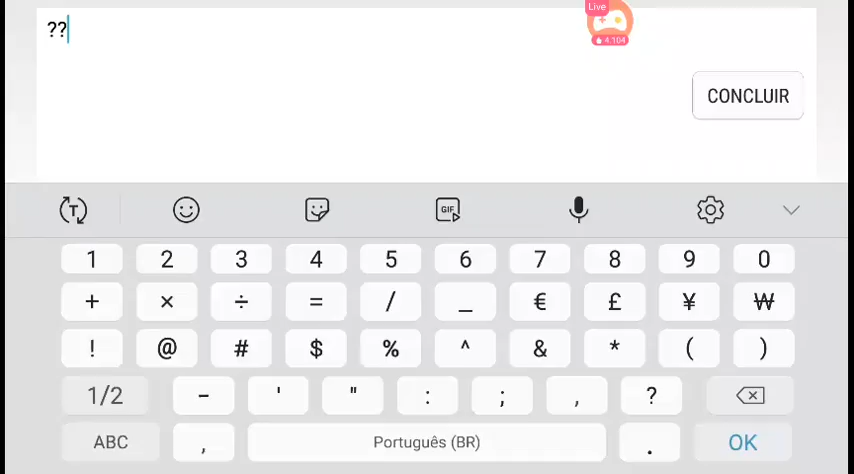 Live
??
4.104
CONCLUIR
T
GIF
1 2 3 4 5 6 7 8 9 0
+ × ÷ = / _ € £ ¥ ₩
! @ # $ % ^ & * ( )
1/2 - ' " : ; , ?
ABC , Português (BR) . OK